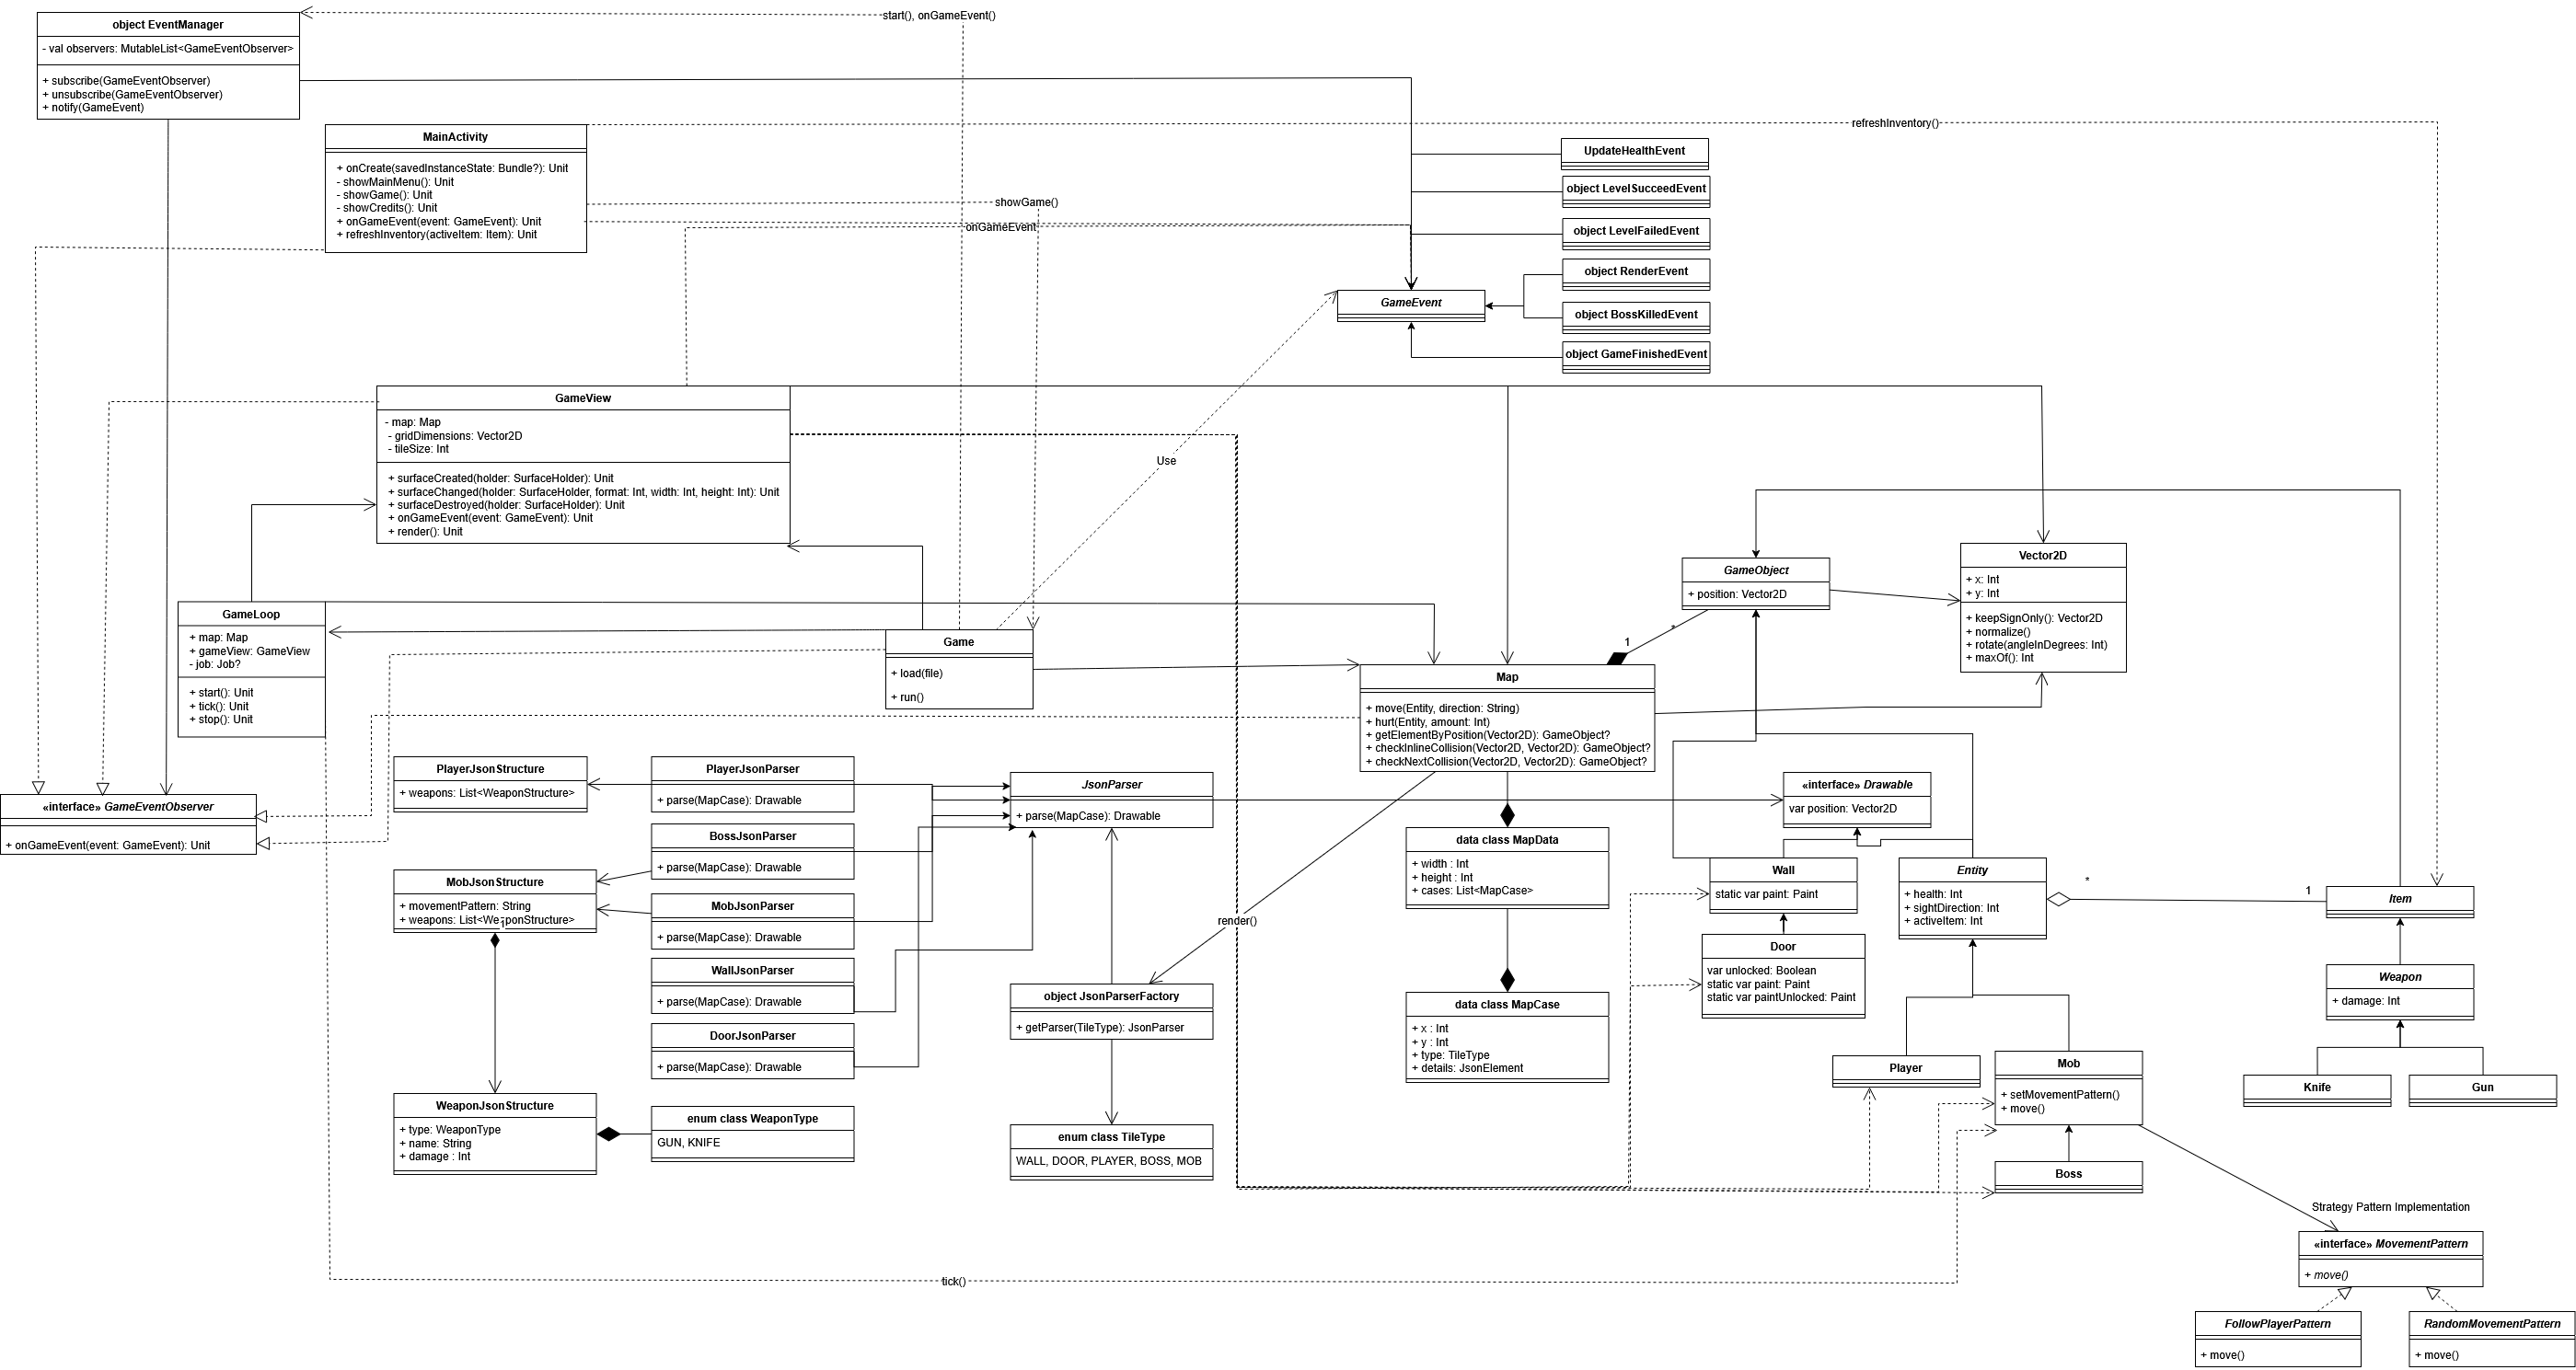 object EventManager
- val observers: MutableList<GameEventObserver>
+ subscribe(GameEventObserver)
+ unsubscribe(GameEventObserver)
+ notify(GameEvent)
start(), onGameEvent()
MainActivity
+ onCreate(savedInstanceState: Bundle?): Unit
- showMainMenu(): Unit
- showGame(): Unit
- showCredits(): Unit
+ onGameEvent(event: GameEvent): Unit
+ refreshInventory(activeItem: Item): Unit
refreshInventory()
showGame()
onGameEvent
UpdateHealthEvent
object LevelSucceedEvent
object LevelFailedEvent
object RenderEvent
object BossKilledEvent
object GameFinishedEvent
GameEvent
GameView
- map: Map
- gridDimensions: Vector2D
- tileSize: Int
+ surfaceCreated(holder: SurfaceHolder): Unit
+ surfaceChanged(holder: SurfaceHolder, format: Int, width: Int, height: Int): Unit
+ surfaceDestroyed(holder: SurfaceHolder): Unit
+ onGameEvent(event: GameEvent): Unit
+ render(): Unit
Use
GameLoop
+ map: Map
+ gameView: GameView
- job: Job?
+ start(): Unit
+ tick(): Unit
+ stop(): Unit
Game
+ load(file)
+ run()
GameObject
+ position: Vector2D
Vector2D
+ x: Int
+ y: Int
+ keepSignOnly(): Vector2D
+ normalize()
+ rotate(angleInDegrees: Int)
+ maxOf(): Int
1
*
Map
+ move(Entity, direction: String)
+ hurt(Entity, amount: Int)
+ getElementByPosition(Vector2D): GameObject?
+ checkInlineCollision(Vector2D, Vector2D): GameObject?
+ checkNextCollision(Vector2D, Vector2D): GameObject?
«interface» GameEventObserver
+ onGameEvent(event: GameEvent): Unit
PlayerJsonStructure
+ weapons: List<WeaponStructure>
PlayerJsonParser
+ parse(MapCase): Drawable
BossJsonParser
+ parse(MapCase): Drawable
MobJsonStructure
+ movementPattern: String
+ weapons: List<WeaponStructure>
1
MobJsonParser
+ parse(MapCase): Drawable
WallJsonParser
+ parse(MapCase): Drawable
DoorJsonParser
+ parse(MapCase): Drawable
JsonParser
+ parse(MapCase): Drawable
object JsonParserFactory
+ getParser(TileType): JsonParser
render()
enum class TileType
WALL, DOOR, PLAYER, BOSS, MOB
WeaponJsonStructure
+ type: WeaponType
+ name: String
+ damage : Int
enum class WeaponType
GUN, KNIFE
data class MapData
+ width : Int
+ height : Int
+ cases: List<MapCase>
data class MapCase
+ x : Int
+ y : Int
+ type: TileType
+ details: JsonElement
«interface» Drawable
var position: Vector2D
Wall
static var paint: Paint
Door
var unlocked: Boolean
static var paint: Paint
static var paintUnlocked: Paint
Entity
+ health: Int
+ sightDirection: Int
+ activeItem: Int
*
1
Item
Weapon
+ damage: Int
Knife
Gun
Player
Mob
+ setMovementPattern()
+ move()
Boss
tick()
Strategy Pattern Implementation
«interface» MovementPattern
+ move()
FollowPlayerPattern
+ move()
RandomMovementPattern
+ move()